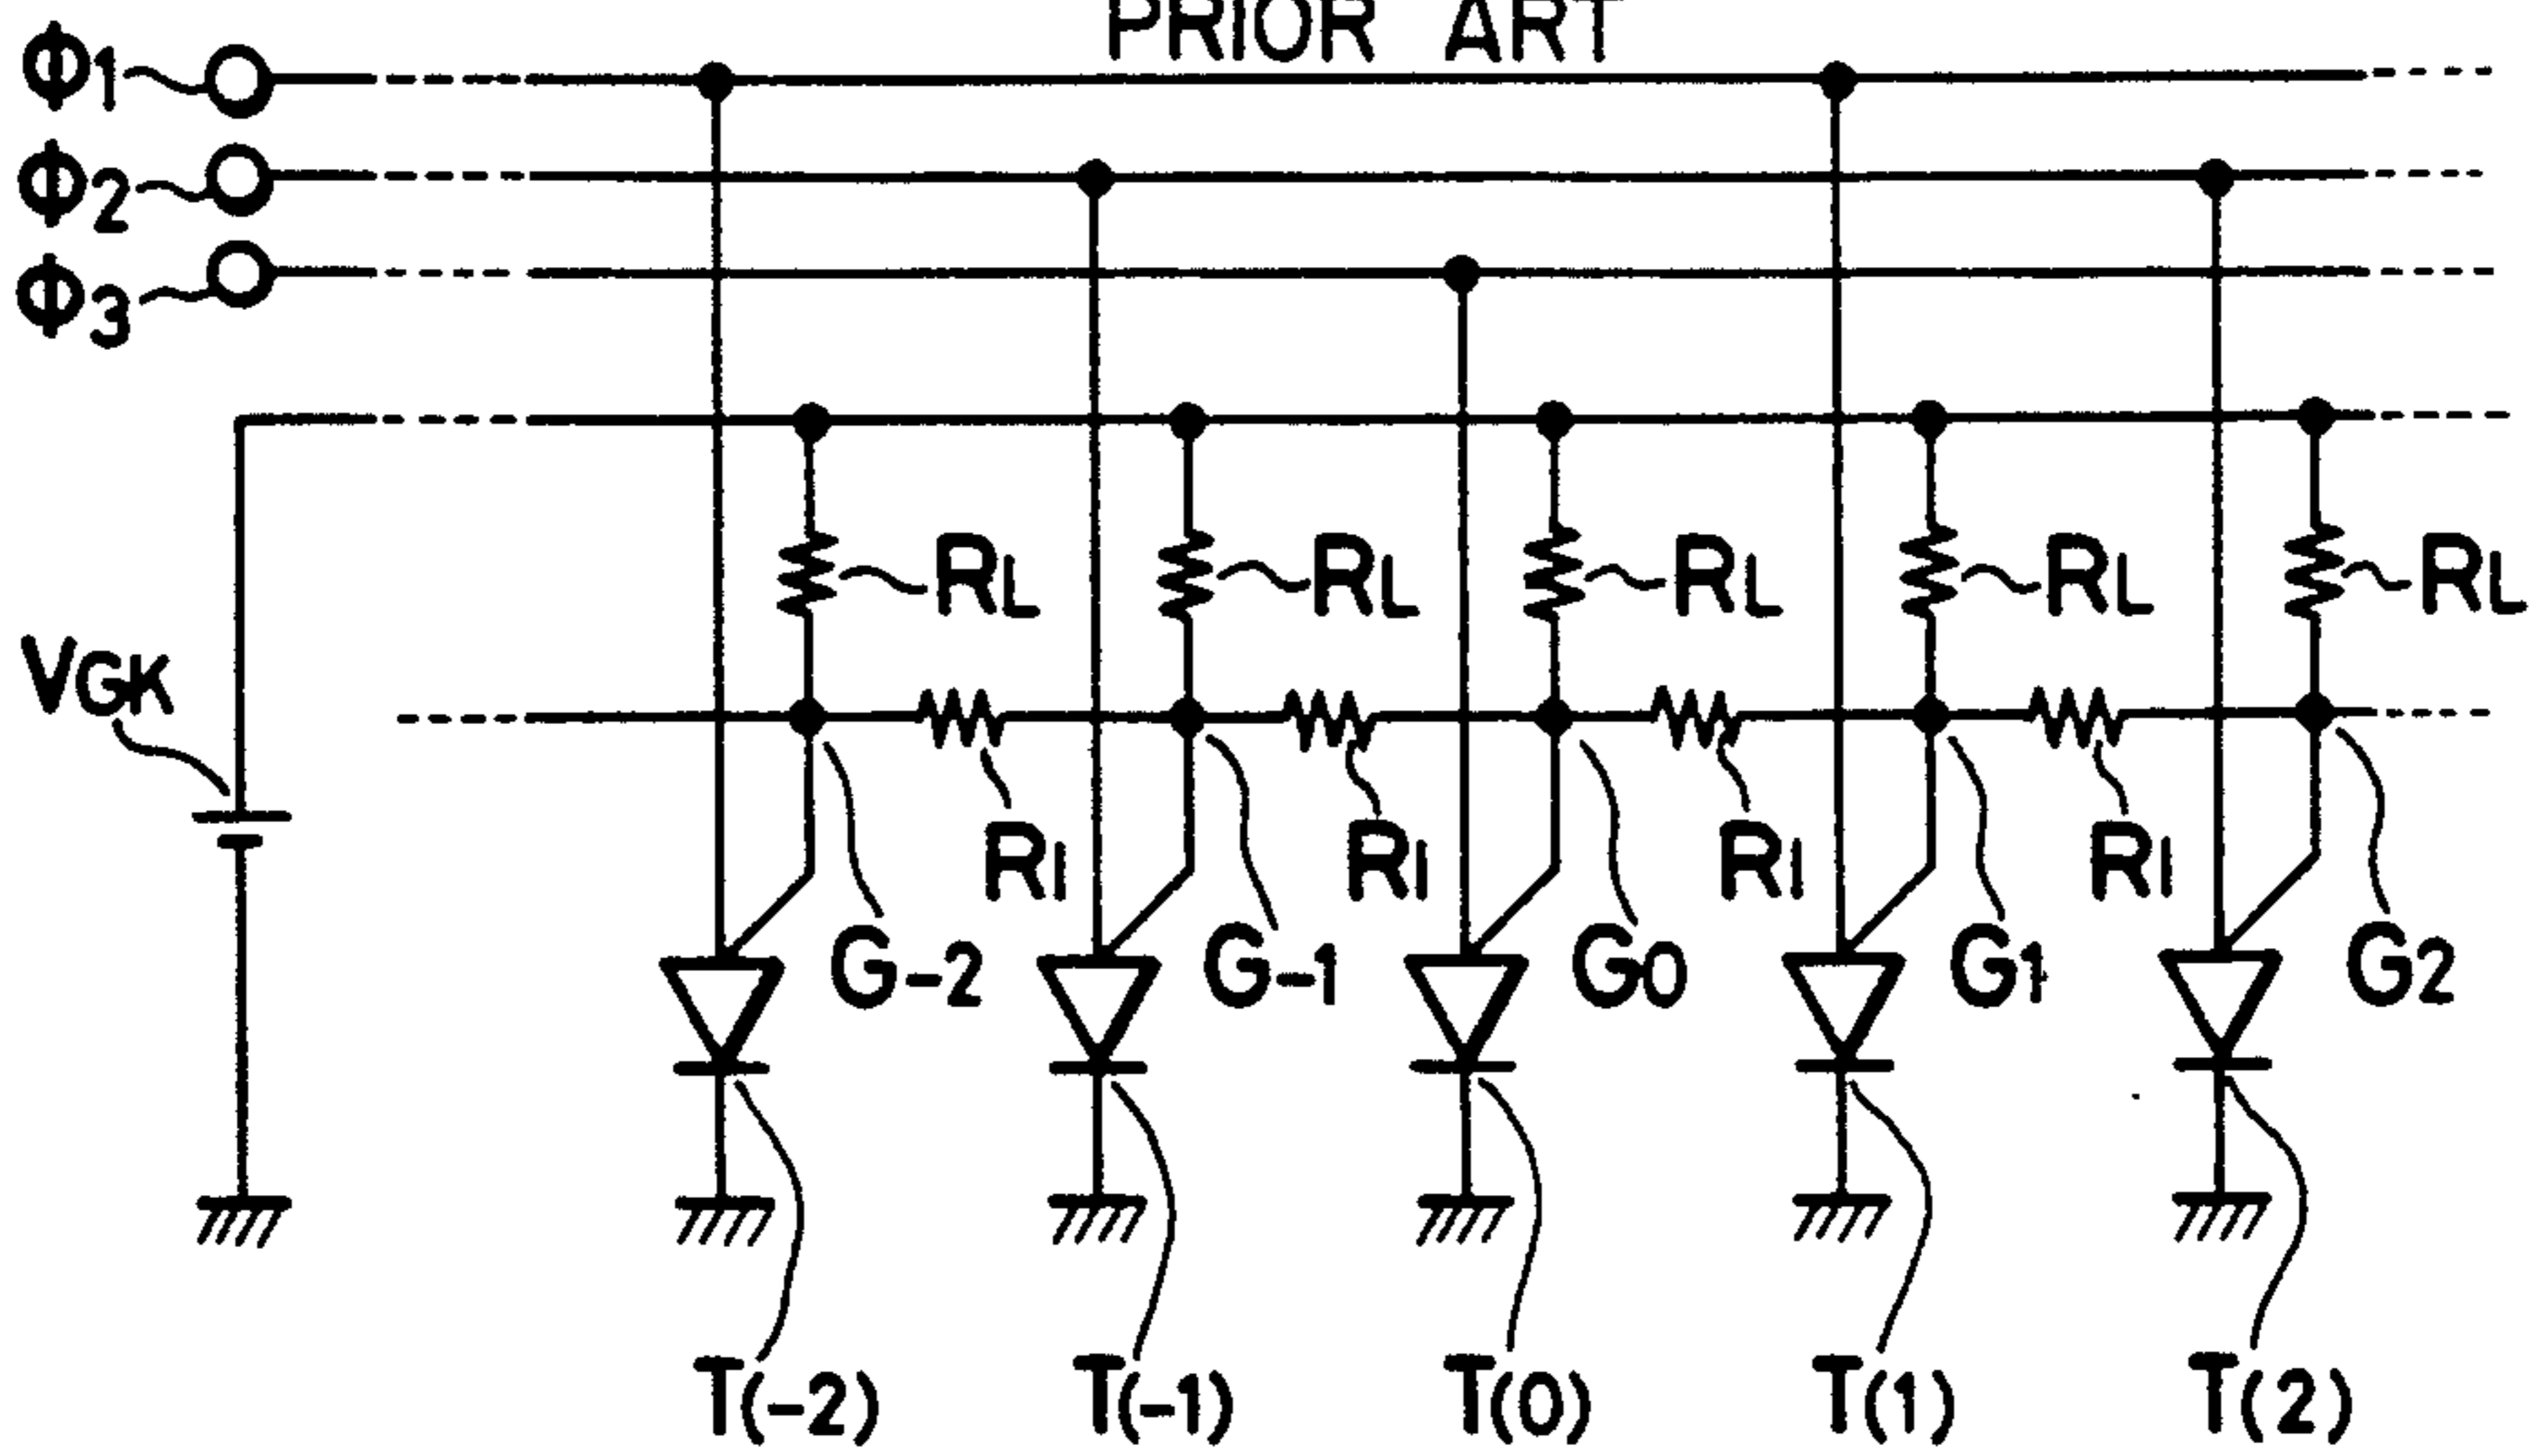 PRIOR ART
Φ1
Φ2
Φ3
RL RL RL RL RL
VGK
RI RI RI RI
G-2 G-1 G0 G1 G2
T(-2) T(-1) T(0) T(1) T(2)